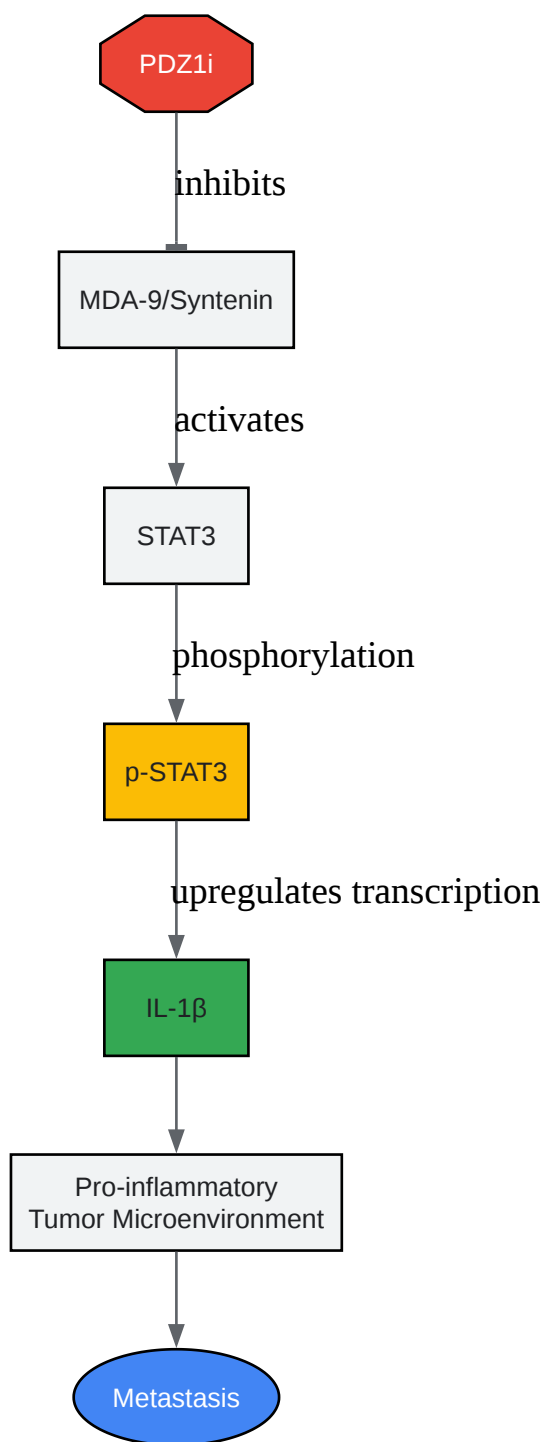 PDZ1i
inhibits
MDA-9/Syntenin
activates
STAT3
phosphorylation
p-STAT3
upregulates transcription
IL-1β
Pro-inflammatory
Tumor Microenvironment
Metastasis